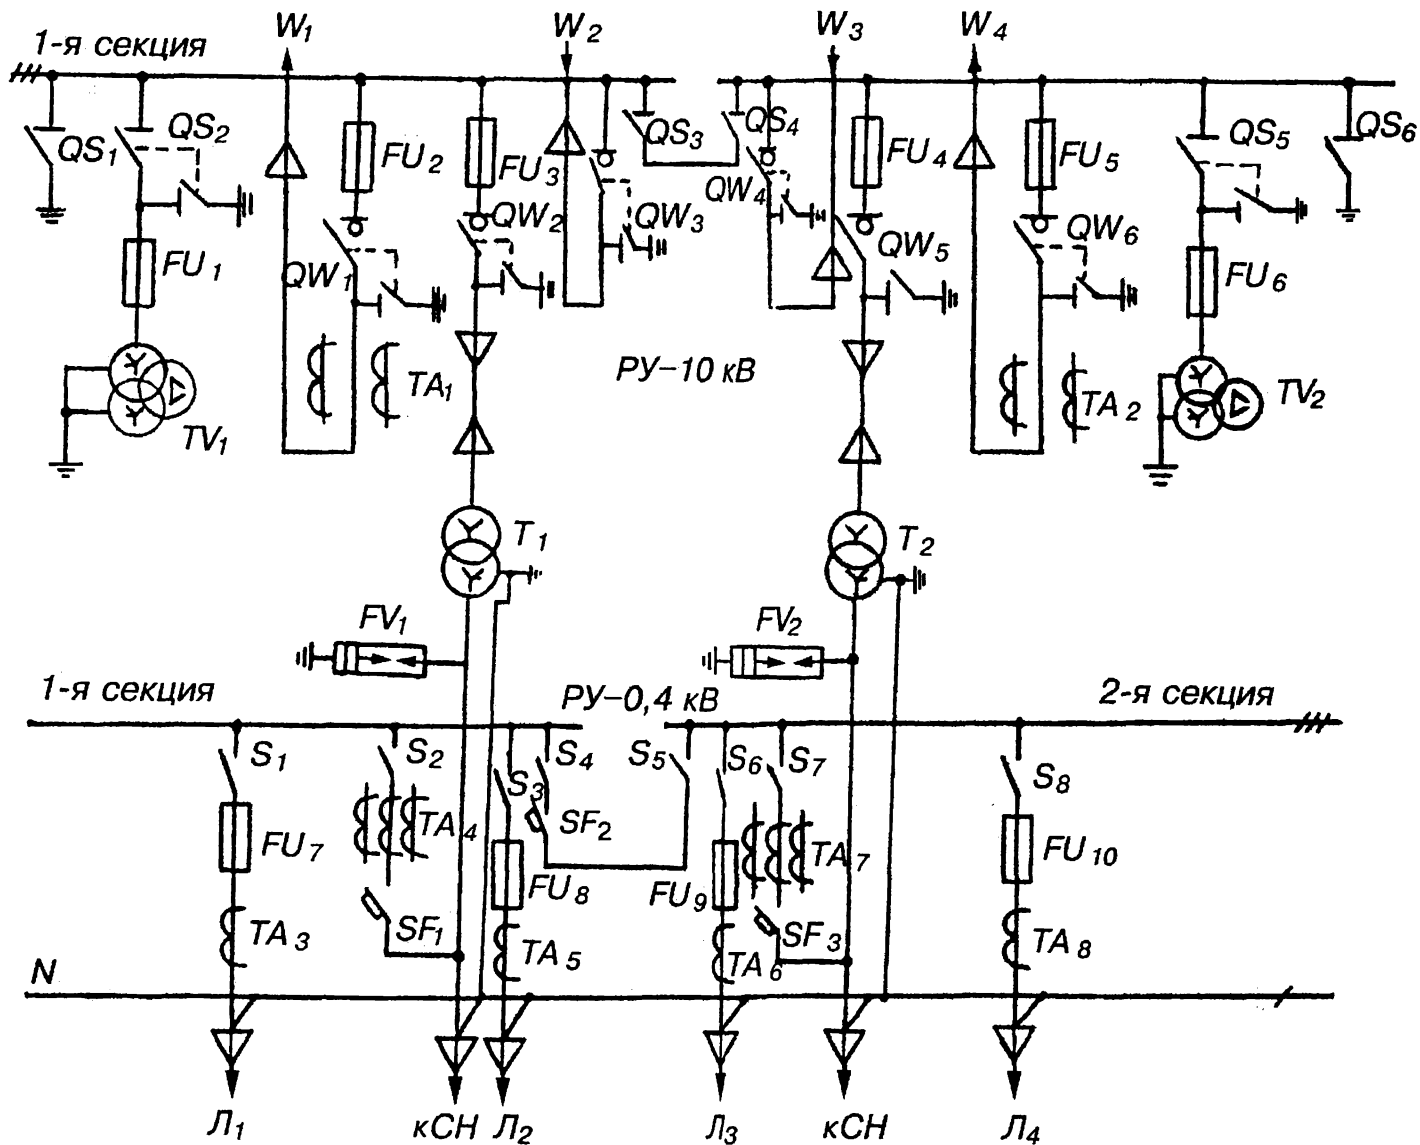 W1 W2 W3 W4
1-я секция
QS1 QS2 FU2 FU3 QS3 QS4 FU4 FU5 QS5 QS6
QW1 QW2 QW3 QW4 QW5 QW6
FU1 FU6
TA1 РУ-10 кВ TA2 TV2
TV1
T1 T2
FV1 FV2
1-я секция РУ-0,4 кВ 2-я секция
S1 S2 S3 S4 S5 S6 S7 S8
FU7 TA4 SF2 TA7 FU10
FU8 FU9
TA3 SF1 TA5 TA6 SF3 TA8
N
Л1 кСН Л2 Л3 кСН Л4